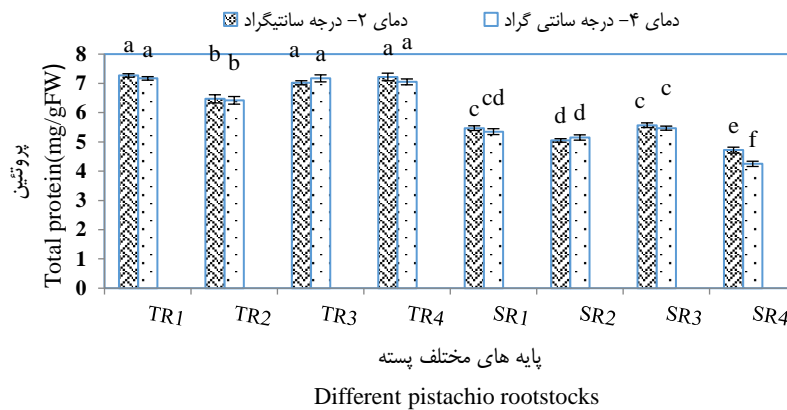 دمای ۲- درجه سانتیگراد دمای ۴- درجه سانتی گراد
a a b b a a a a c cd d d c c e f
8
7
6
5
4
3
2
1
0
پروتئین
Total protein(mg/gFW)
TR1 TR2 TR3 TR4 SR1 SR2 SR3 SR4
پایه های مختلف پسته
Different pistachio rootstocks